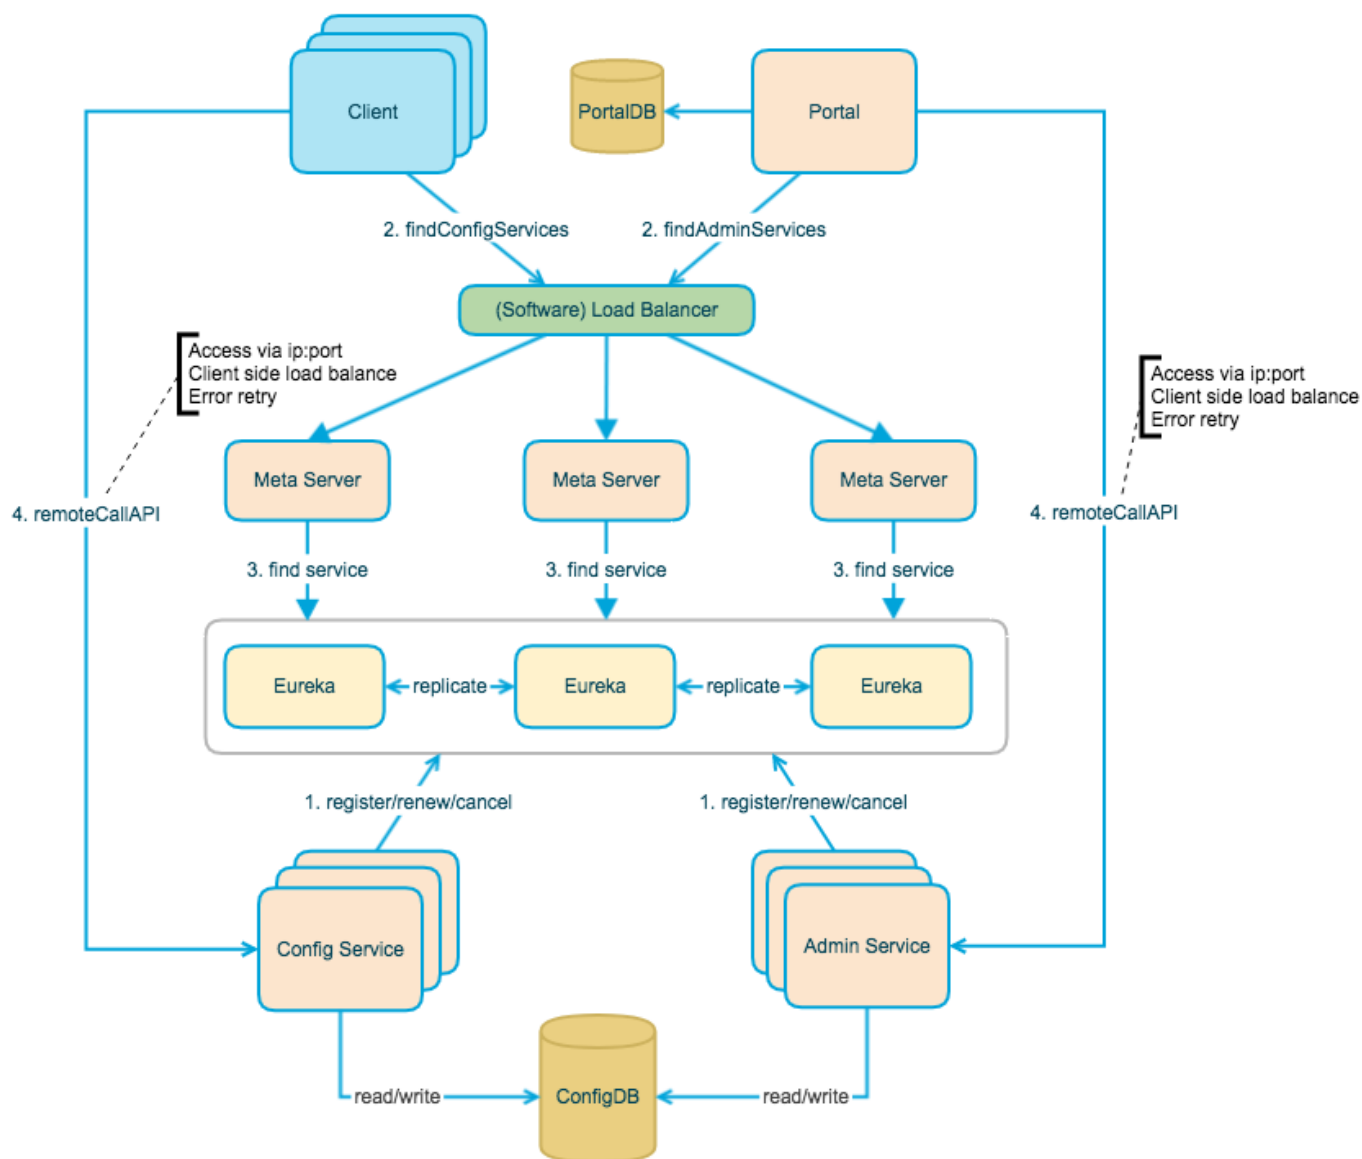 Client
PortalDB
Portal
2. findConfigServices
2. findAdminServices
(Software) Load Balancer
Access via ip:port
Client side load balance
Error retry
Access via ip:port
Client side load balance
Error retry
Meta Server
Meta Server
Meta Server
4. remoteCallAPI
4. remoteCallAPI
3. find service
3. find service
3. find service
Eureka
replicate
Eureka
replicate
Eureka
1. register/renew/cancel
1. register/renew/cancel
Config Service
Admin Service
read/write
ConfigDB
read/write